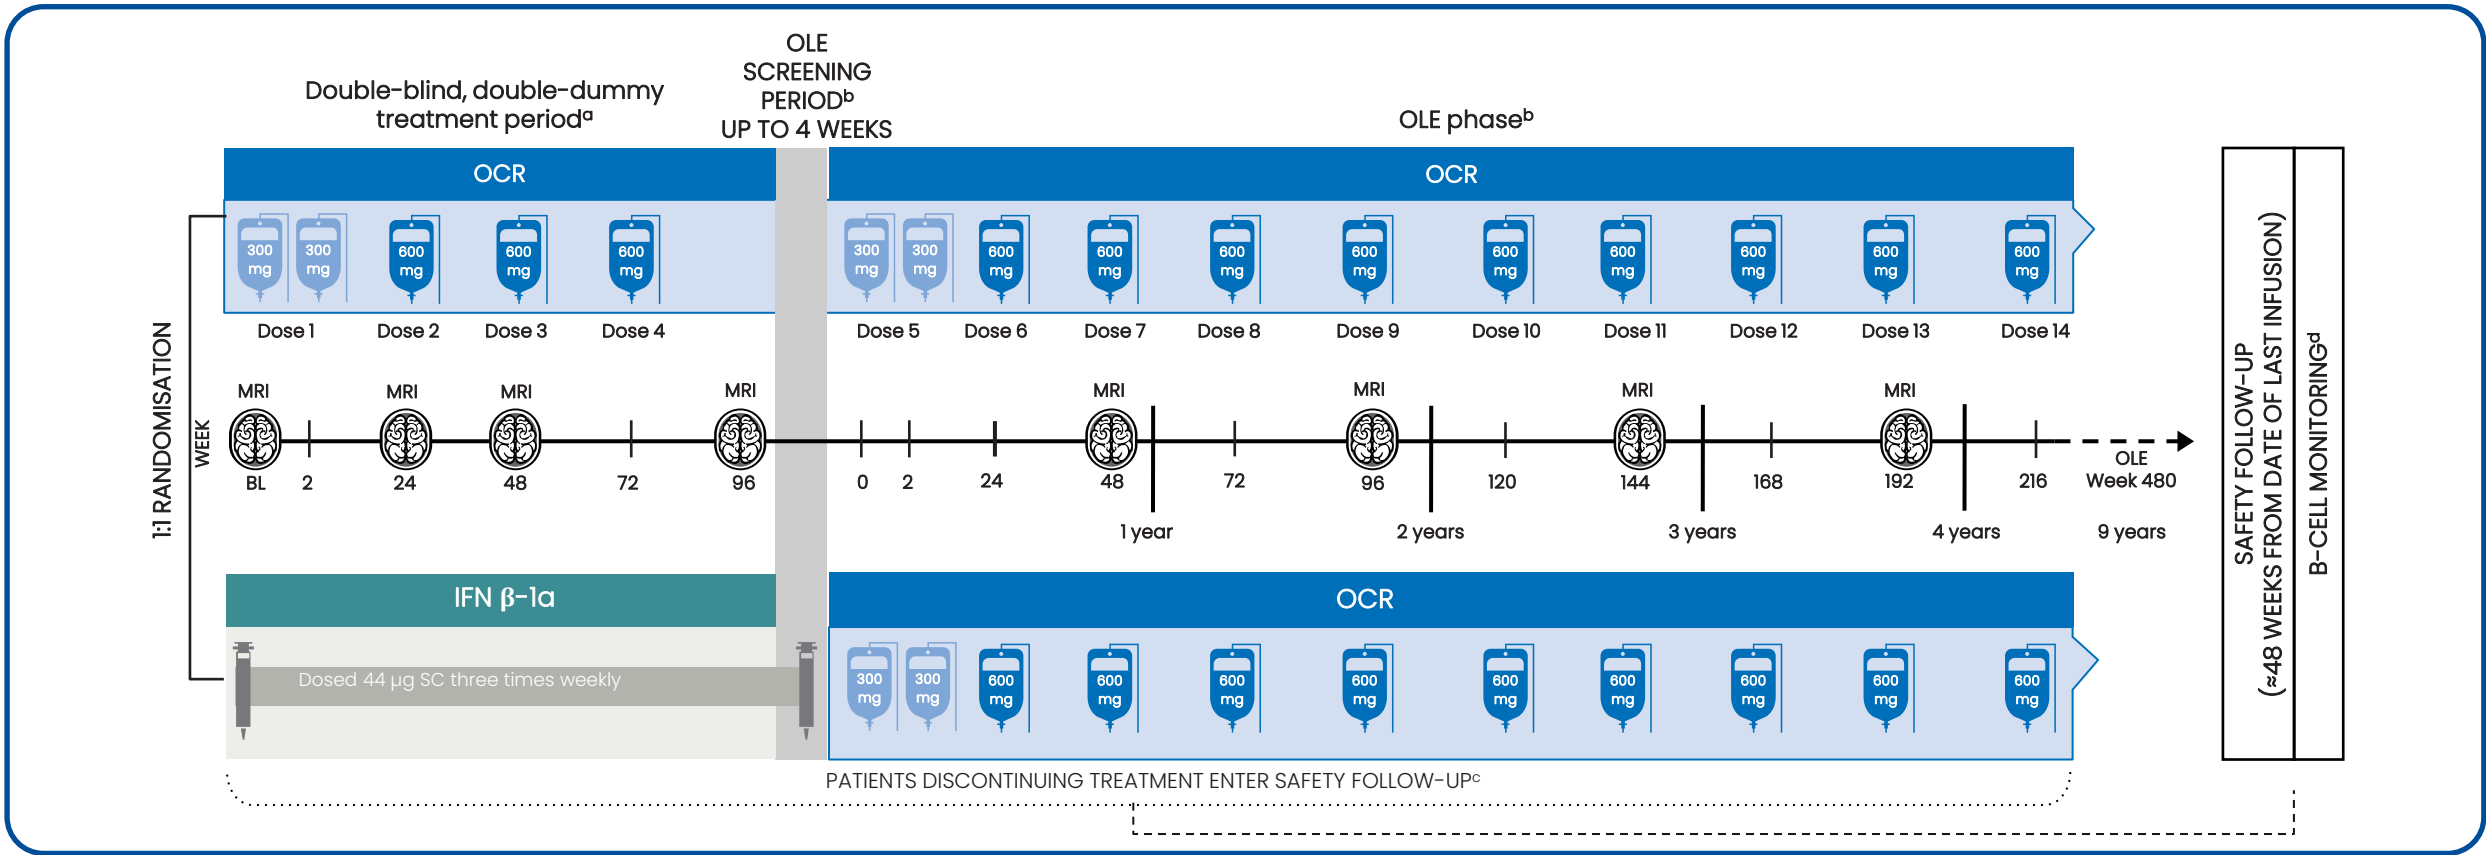 Double-blind, double-dummy
treatment periodᵃ
OLE
SCREENING
PERIODᵇ
UP TO 4 WEEKS
OLE phaseᵇ
OCR
OCR
300 mg
300 mg
600 mg
600 mg
600 mg
300 mg
300 mg
600 mg
600 mg
600 mg
600 mg
600 mg
600 mg
600 mg
600 mg
600 mg
Dose 1
Dose 2
Dose 3
Dose 4
Dose 5
Dose 6
Dose 7
Dose 8
Dose 9
Dose 10
Dose 11
Dose 12
Dose 13
Dose 14
1:1 RANDOMISATION
WEEK
MRI
MRI
MRI
MRI
MRI
MRI
MRI
MRI
BL
2
24
48
72
96
0
2
24
48
72
96
120
144
168
192
216
OLE
Week 480
1 year
2 years
3 years
4 years
9 years
IFN β-1a
OCR
Dosed 44 µg SC three times weekly
300 mg
300 mg
600 mg
600 mg
600 mg
600 mg
600 mg
600 mg
600 mg
600 mg
600 mg
PATIENTS DISCONTINUING TREATMENT ENTER SAFETY FOLLOW-UPᶜ
SAFETY FOLLOW-UP
(≈48 WEEKS FROM DATE OF LAST INFUSION)
B-CELL MONITORINGᵈ